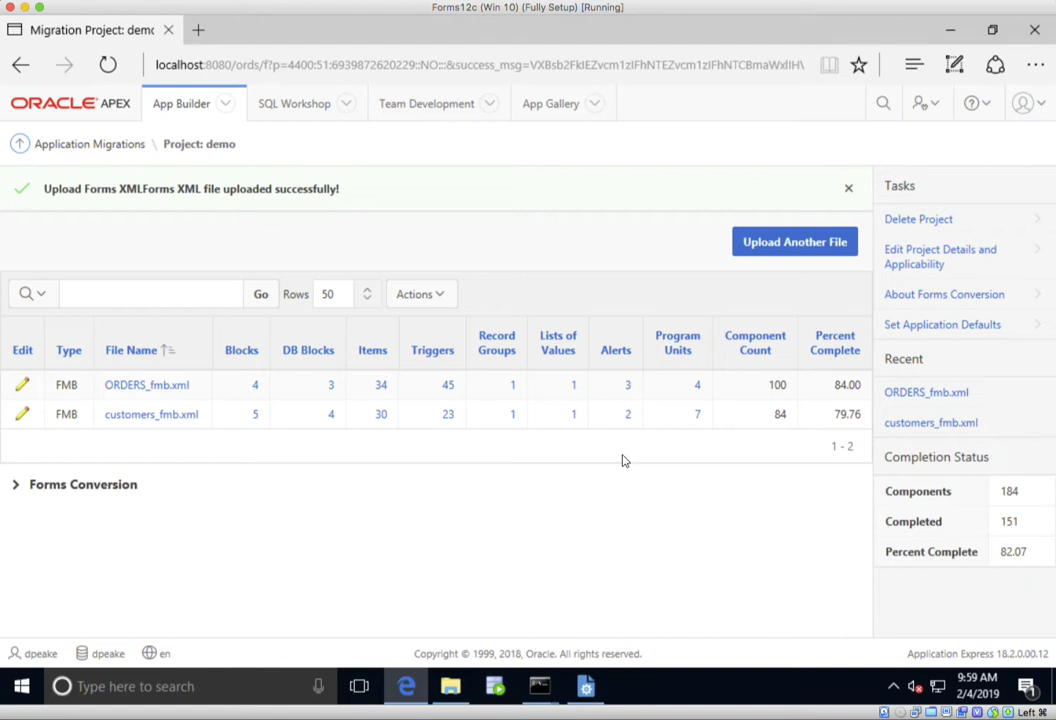 Forms12c (Win 10) (Fully Setup) [Running]
Migration Project: demo
localhost:8080/ords/f?p=4400:51:6939872620229::NO:::&success_msg=VXBsb2FkIEZvcm1zIFhNTEZvcm1zIFhNTCBmaWxlIH\
ORACLE APEX
App Builder
SQL Workshop
Team Development
App Gallery
Application Migrations \ Project: demo
Upload Forms XMLForms XML file uploaded successfully!
Upload Another File
Go Rows 50 Actions
Edit Type File Name Blocks DB Blocks Items Triggers Record Groups Lists of Values Alerts Program Units Component Count Percent Complete
FMB ORDERS_fmb.xml 4 3 34 45 1 1 3 4 100 84.00
FMB customers_fmb.xml 5 4 30 23 1 1 2 7 84 79.76
1 - 2
Forms Conversion
Tasks
Delete Project
Edit Project Details and
Applicability
About Forms Conversion
Set Application Defaults
Recent
ORDERS_fmb.xml
customers_fmb.xml
Completion Status
Components 184
Completed 151
Percent Complete 82.07
dpeake dpeake en
Copyright © 1999, 2018, Oracle. All rights reserved.
Application Express 18.2.0.00.12
Type here to search
9:59 AM
2/4/2019
1
Left ⌘